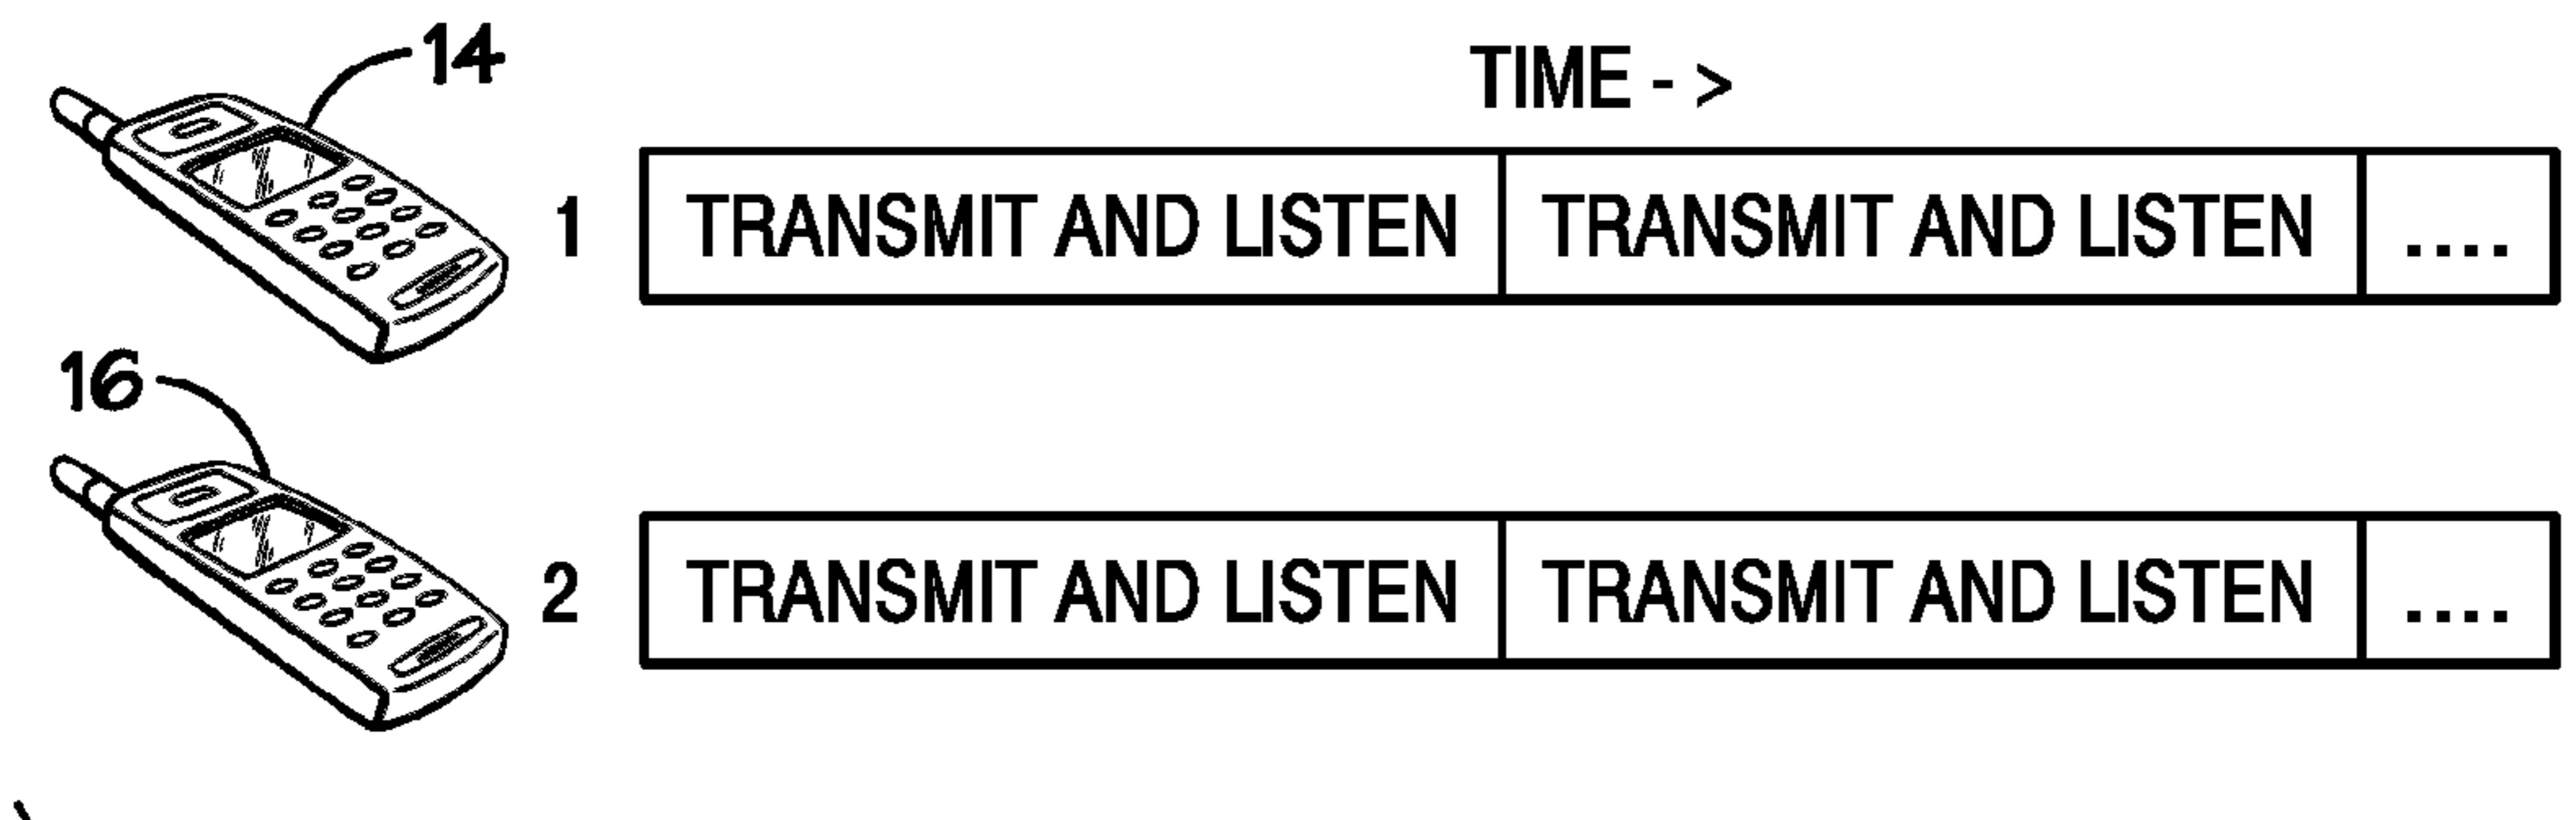 14
TIME - >
1 TRANSMIT AND LISTEN TRANSMIT AND LISTEN ....
16
2 TRANSMIT AND LISTEN TRANSMIT AND LISTEN ....